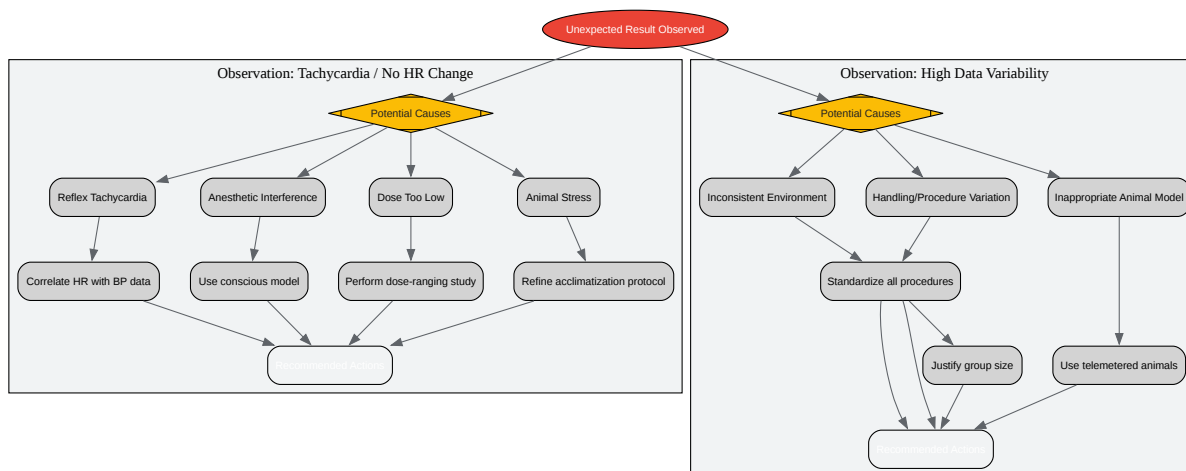 Unexpected Result Observed
Observation: Tachycardia / No HR Change
Observation: High Data Variability
Potential Causes
Potential Causes
Reflex Tachycardia
Anesthetic Interference
Dose Too Low
Animal Stress
Inconsistent Environment
Handling/Procedure Variation
Inappropriate Animal Model
Correlate HR with BP data
Use conscious model
Perform dose-ranging study
Refine acclimatization protocol
Standardize all procedures
Recommended Actions
Justify group size
Use telemetered animals
Recommended Actions